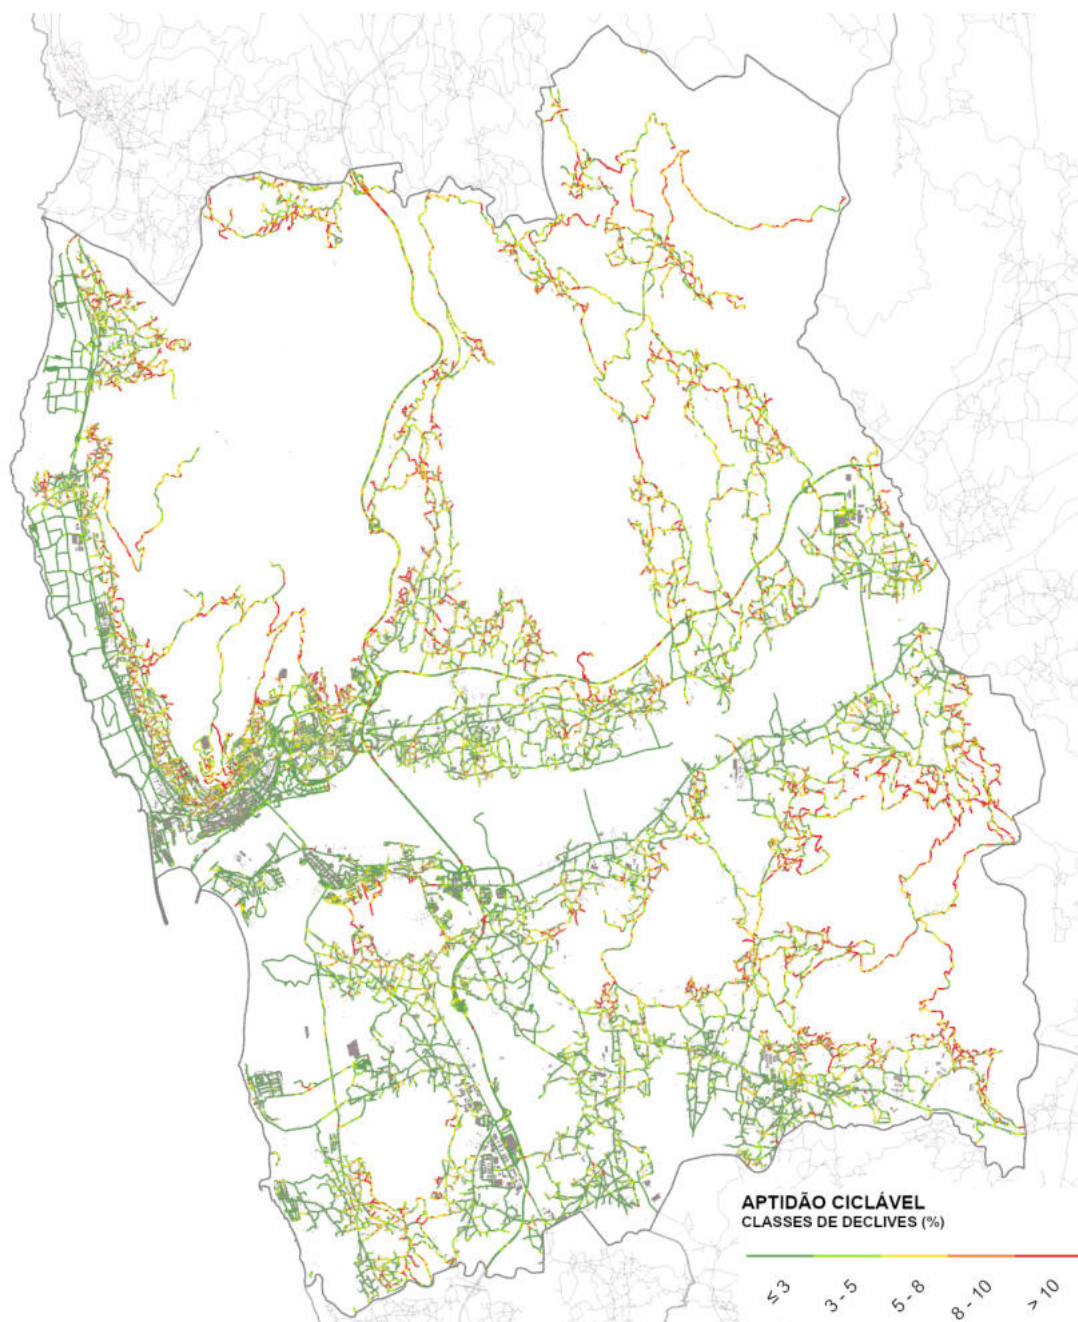 APTIDÃO CICLÁVEL
CLASSES DE DECLIVES (%)
≤ 3
3 - 5
5 - 8
8 - 10
> 10